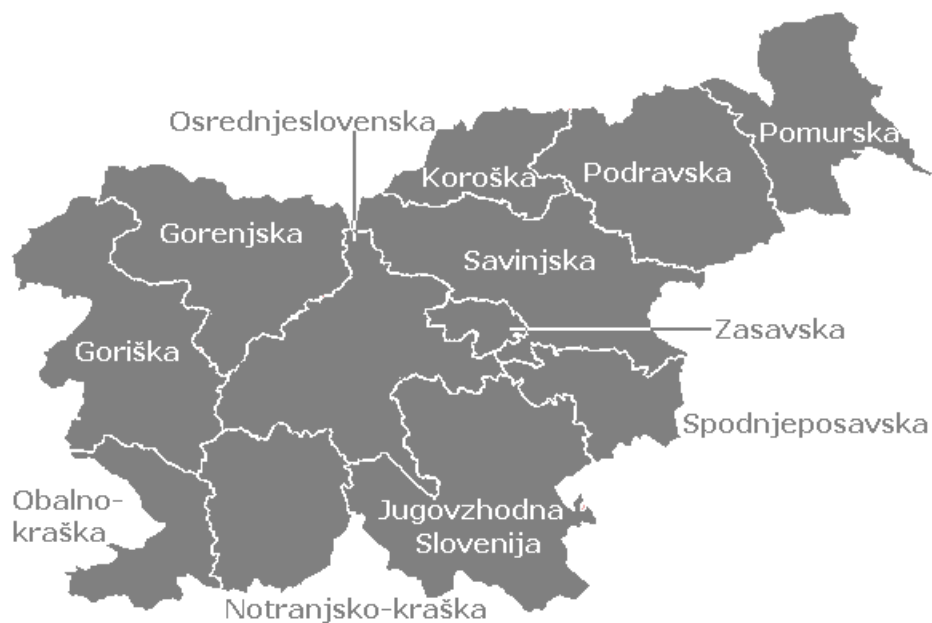 Osrednjeslovenska
Pomurska
Koroška
Podravska
Gorenjska
Savinjska
Zasavska
Goriška
Spodnjeposavska
Obalno-
kraška
Jugovzhodna
Slovenija
Notranjsko-kraška